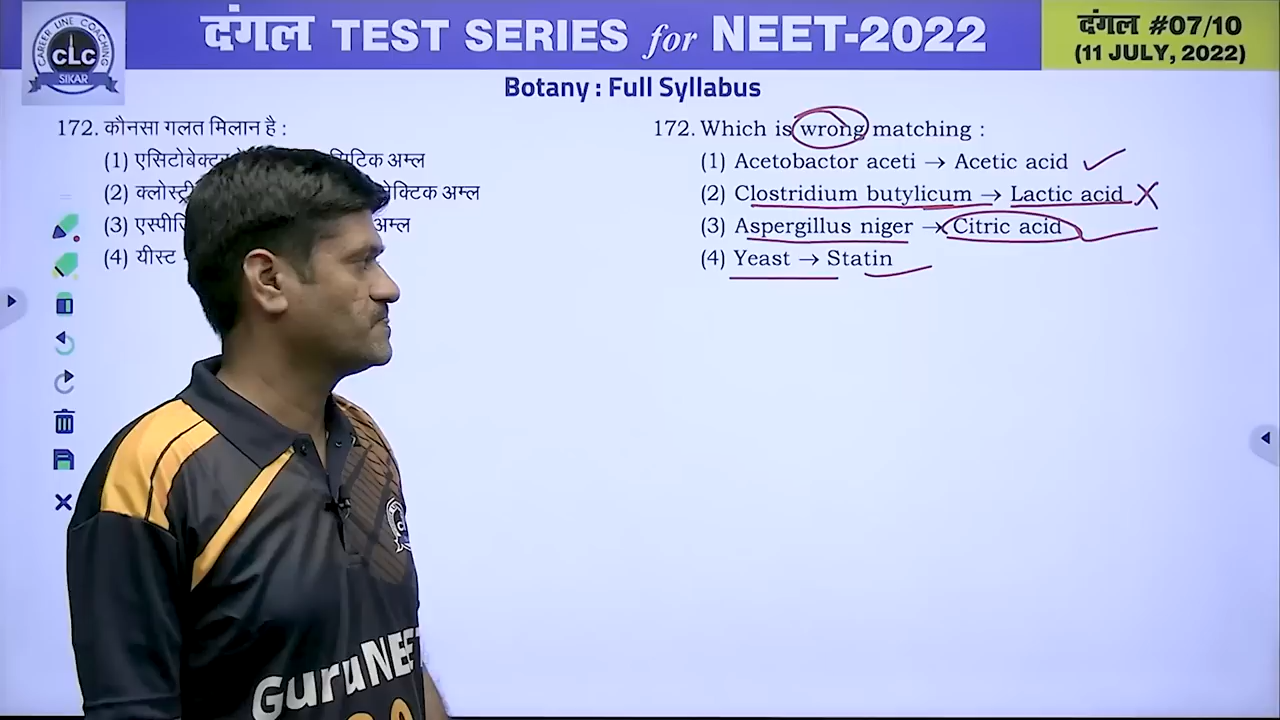 CAREER LINE COACHING
CLC
SIKAR
दंगल TEST SERIES for NEET-2022
दंगल #07/10
(11 JULY, 2022)
Botany : Full Syllabus
172. कौनसा गलत मिलान है :
(1) एसिटोबेक्टर अम्ल
(2) क्लोस्ट्री अम्ल
(3) अम्ल
(4) यीस्ट
172. Which is wrong matching :
(1) Acetobactor aceti → Acetic acid
(2) Clostridium butylicum → Lactic acid
(3) Aspergillus niger → Citric acid
(4) Yeast → Statin
GuruNEET